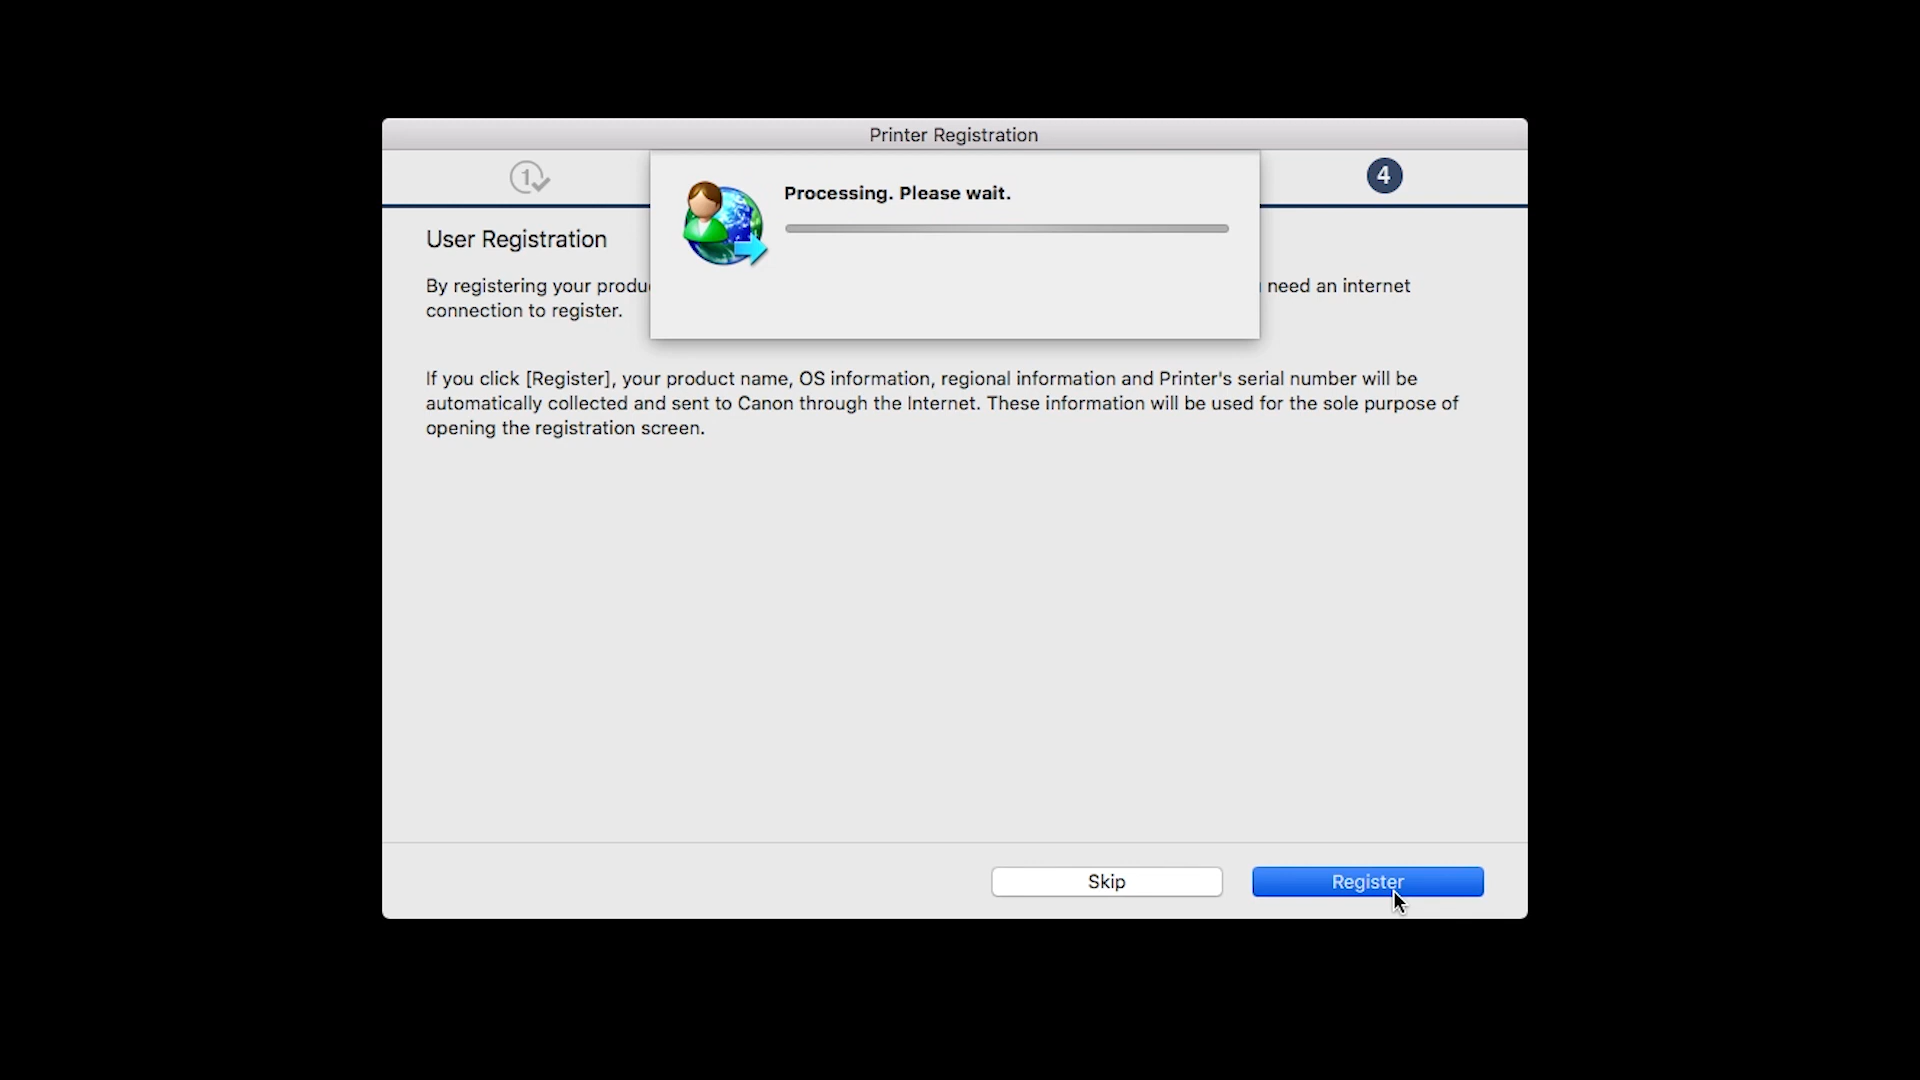 Printer Registration
1
4
Processing. Please wait.
User Registration
By registering your need an internet
connection to register.
If you click [Register], your product name, OS information, regional information and Printer's serial number will be
automatically collected and sent to Canon through the Internet. These information will be used for the sole purpose of
opening the registration screen.
Skip
Register